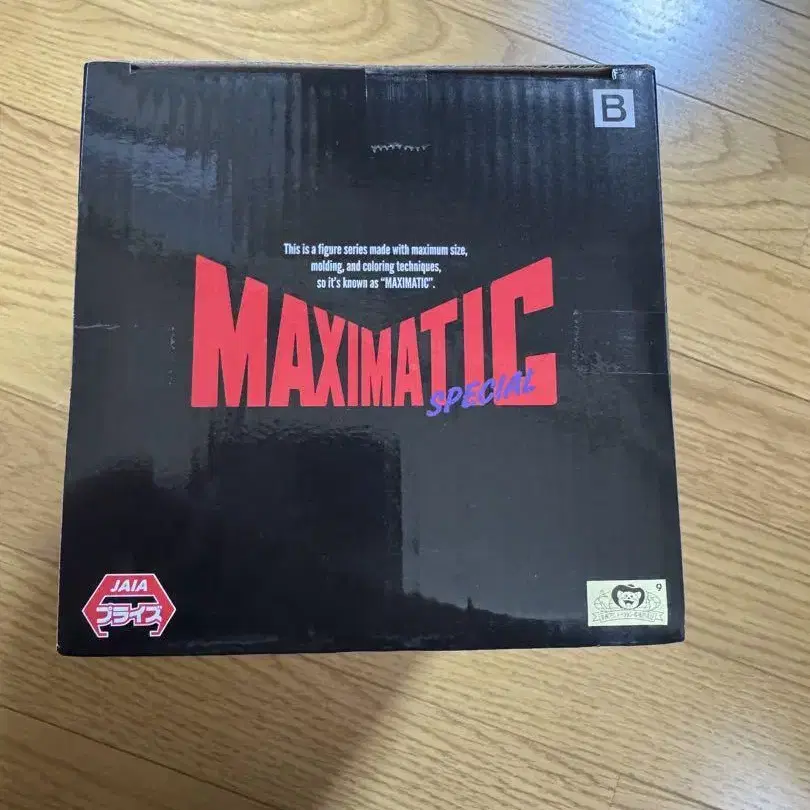 B
This is a figure series made with maximum size,
molding, and coloring techniques,
so it's known as "MAXIMATIC".
MAXIMATIC
SPECIAL
JAIA
プライズ
9